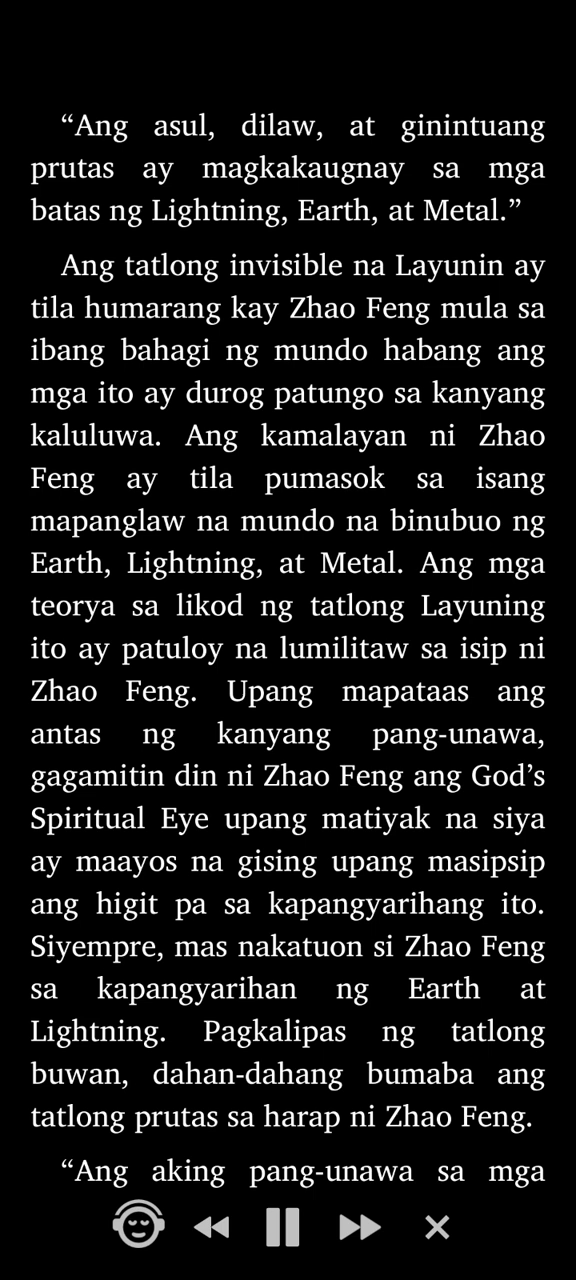 “Ang asul, dilaw, at ginintuang
prutas ay magkakaugnay sa mga
batas ng Lightning, Earth, at Metal.”
Ang tatlong invisible na Layunin ay
tila humarang kay Zhao Feng mula sa
ibang bahagi ng mundo habang ang
mga ito ay durog patungo sa kanyang
kaluluwa. Ang kamalayan ni Zhao
Feng ay tila pumasok sa isang
mapanglaw na mundo na binubuo ng
Earth, Lightning, at Metal. Ang mga
teorya sa likod ng tatlong Layuning
ito ay patuloy na lumilitaw sa isip ni
Zhao Feng. Upang mapataas ang
antas ng kanyang pang-unawa,
gagamitin din ni Zhao Feng ang God’s
Spiritual Eye upang matiyak na siya
ay maayos na gising upang masipsip
ang higit pa sa kapangyarihang ito.
Siyempre, mas nakatuon si Zhao Feng
sa kapangyarihan ng Earth at
Lightning. Pagkalipas ng tatlong
buwan, dahan-dahang bumaba ang
tatlong prutas sa harap ni Zhao Feng.
“Ang aking pang-unawa sa mga